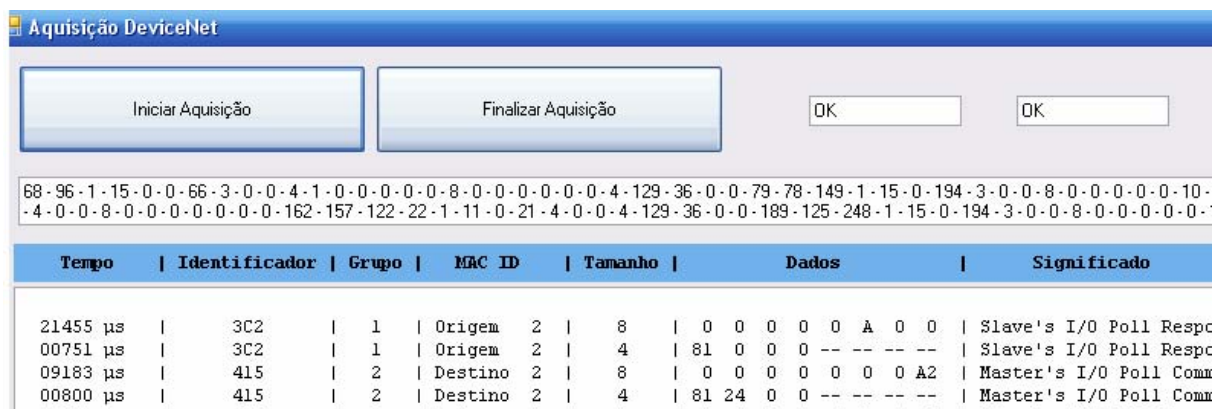 Aquisição DeviceNet
Iniciar Aquisição
Finalizar Aquisição
OK
OK
68 - 96 - 1 - 15 - 0 - 0 - 66 - 3 - 0 - 0 - 4 - 1 - 0 - 0 - 0 - 0 - 0 - 8 - 0 - 0 - 0 - 0 - 0 - 0 - 4 - 129 - 36 - 0 - 0 - 79 - 78 - 149 - 1 - 15 - 0 - 194 - 3 - 0 - 0 - 8 - 0 - 0 - 0 - 0 - 0 - 10 -
- 4 - 0 - 0 - 8 - 0 - 0 - 0 - 0 - 0 - 0 - 0 - 162 - 157 - 122 - 22 - 1 - 11 - 0 - 21 - 4 - 0 - 0 - 4 - 129 - 36 - 0 - 0 - 189 - 125 - 248 - 1 - 15 - 0 - 194 - 3 - 0 - 0 - 8 - 0 - 0 - 0 - 0 - 0 -
Tempo | Identificador | Grupo | MAC ID | Tamanho | Dados | Significado
21455 µs | 3C2 | 1 | Origem 2 | 8 | 0 0 0 0 0 A 0 0 | Slave's I/O Poll Respo
00751 µs | 3C2 | 1 | Origem 2 | 4 | 81 0 0 0 -- -- -- -- | Slave's I/O Poll Respo
09183 µs | 415 | 2 | Destino 2 | 8 | 0 0 0 0 0 0 0 A2 | Master's I/O Poll Comm
00800 µs | 415 | 2 | Destino 2 | 4 | 81 24 0 0 -- -- -- -- | Master's I/O Poll Comm